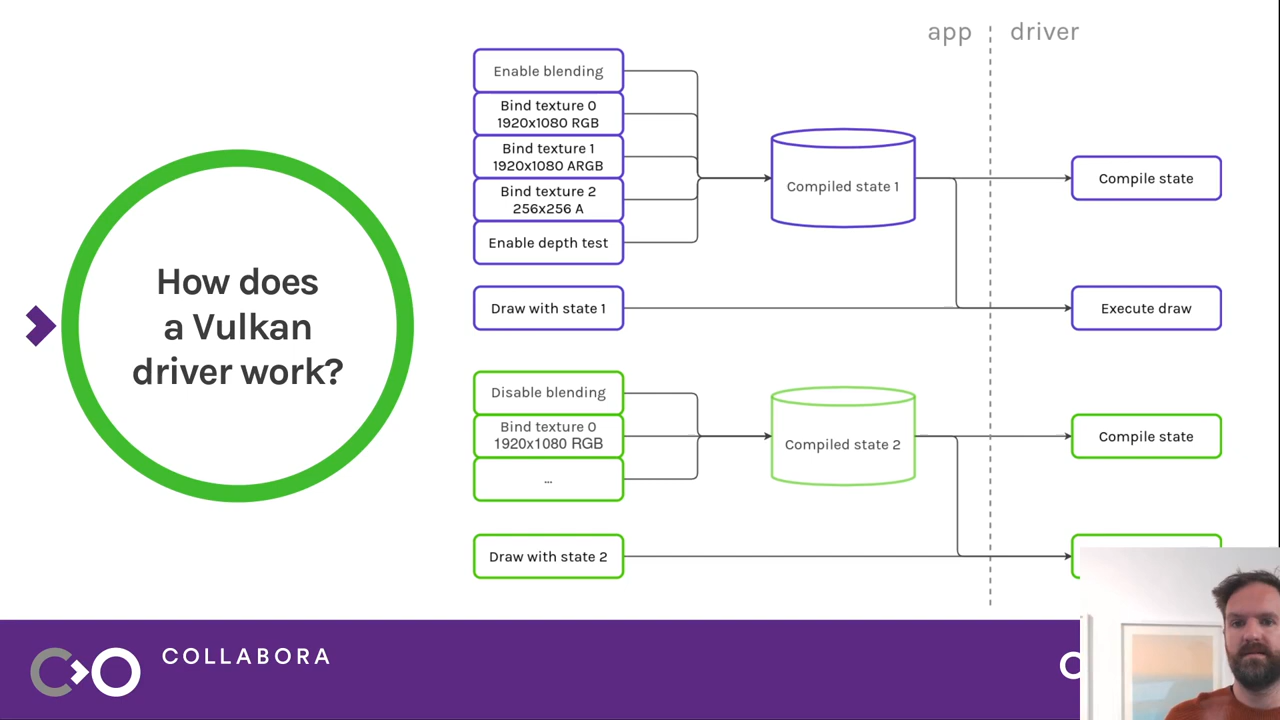 app
driver
Enable blending
Bind texture 0
1920x1080 RGB
Bind texture 1
1920x1080 ARGB
Bind texture 2
256x256 A
Enable depth test
Compiled state 1
Compile state
Draw with state 1
Execute draw
How does
a Vulkan
driver work?
Disable blending
Bind texture 0
1920x1080 RGB
...
Compiled state 2
Compile state
Draw with state 2
COLLABORA